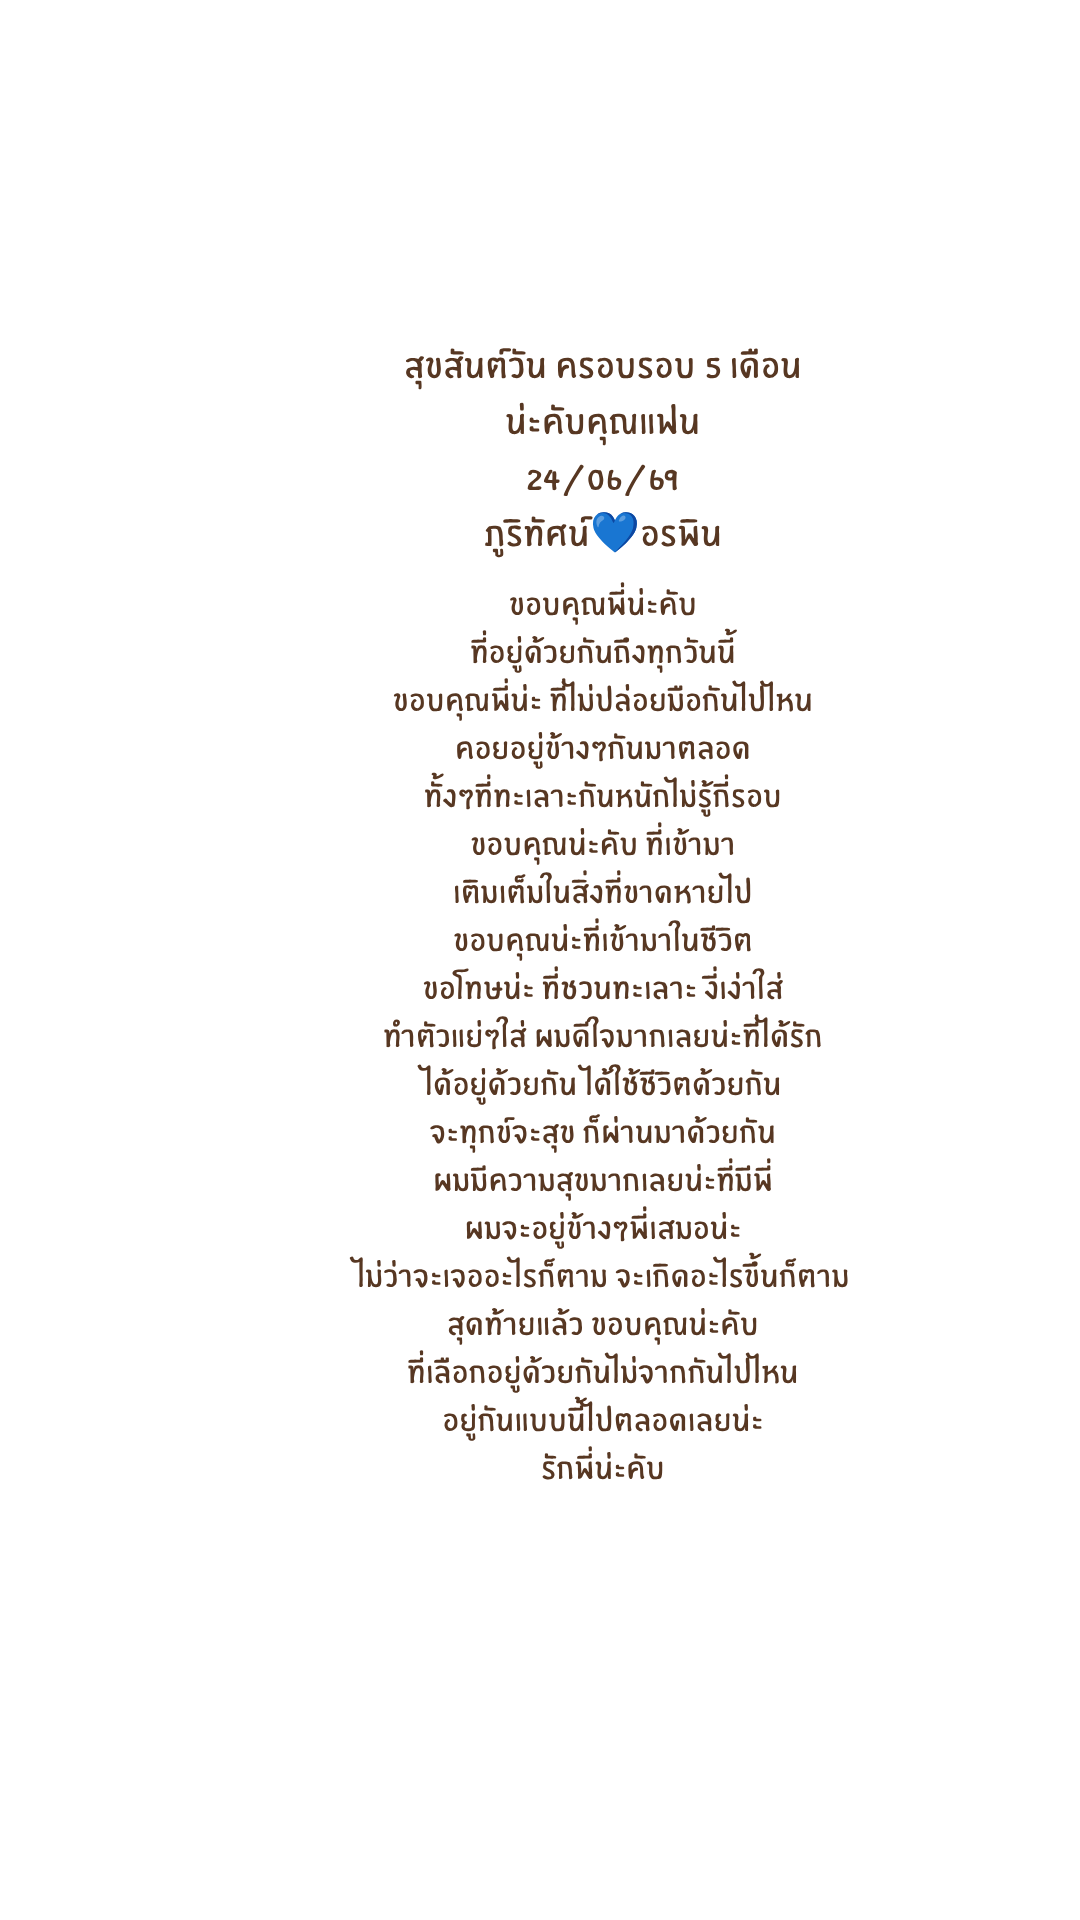 สุขสันต์วัน ครอบรอบ 5 เดือน
น่ะคับคุณแฟน
24/06/69
ภูริทัศน์💙อรพิน
ขอบคุณพี่น่ะคับ
ที่อยู่ด้วยกันถึงทุกวันนี้
ขอบคุณพี่น่ะ ที่ไม่ปล่อยมือกันไปไหน
คอยอยู่ข้างๆกันมาตลอด
ทั้งๆที่ทะเลาะกันหนักไม่รู้กี่รอบ
ขอบคุณน่ะคับ ที่เข้ามา
เติมเต็มในสิ่งที่ขาดหายไป
ขอบคุณน่ะที่เข้ามาในชีวิต
ขอโทษน่ะ ที่ชวนทะเลาะ งี่เง่าใส่
ทำตัวแย่ๆใส่ ผมดีใจมากเลยน่ะที่ได้รัก
ได้อยู่ด้วยกัน ได้ใช้ชีวิตด้วยกัน
จะทุกข์จะสุข ก็ผ่านมาด้วยกัน
ผมมีความสุขมากเลยน่ะที่มีพี่
ผมจะอยู่ข้างๆพี่เสมอน่ะ
ไม่ว่าจะเจออะไรก็ตาม จะเกิดอะไรขึ้นก็ตาม
สุดท้ายแล้ว ขอบคุณน่ะคับ
ที่เลือกอยู่ด้วยกันไม่จากกันไปไหน
อยู่กันแบบนี้ไปตลอดเลยน่ะ
รักพี่น่ะคับ